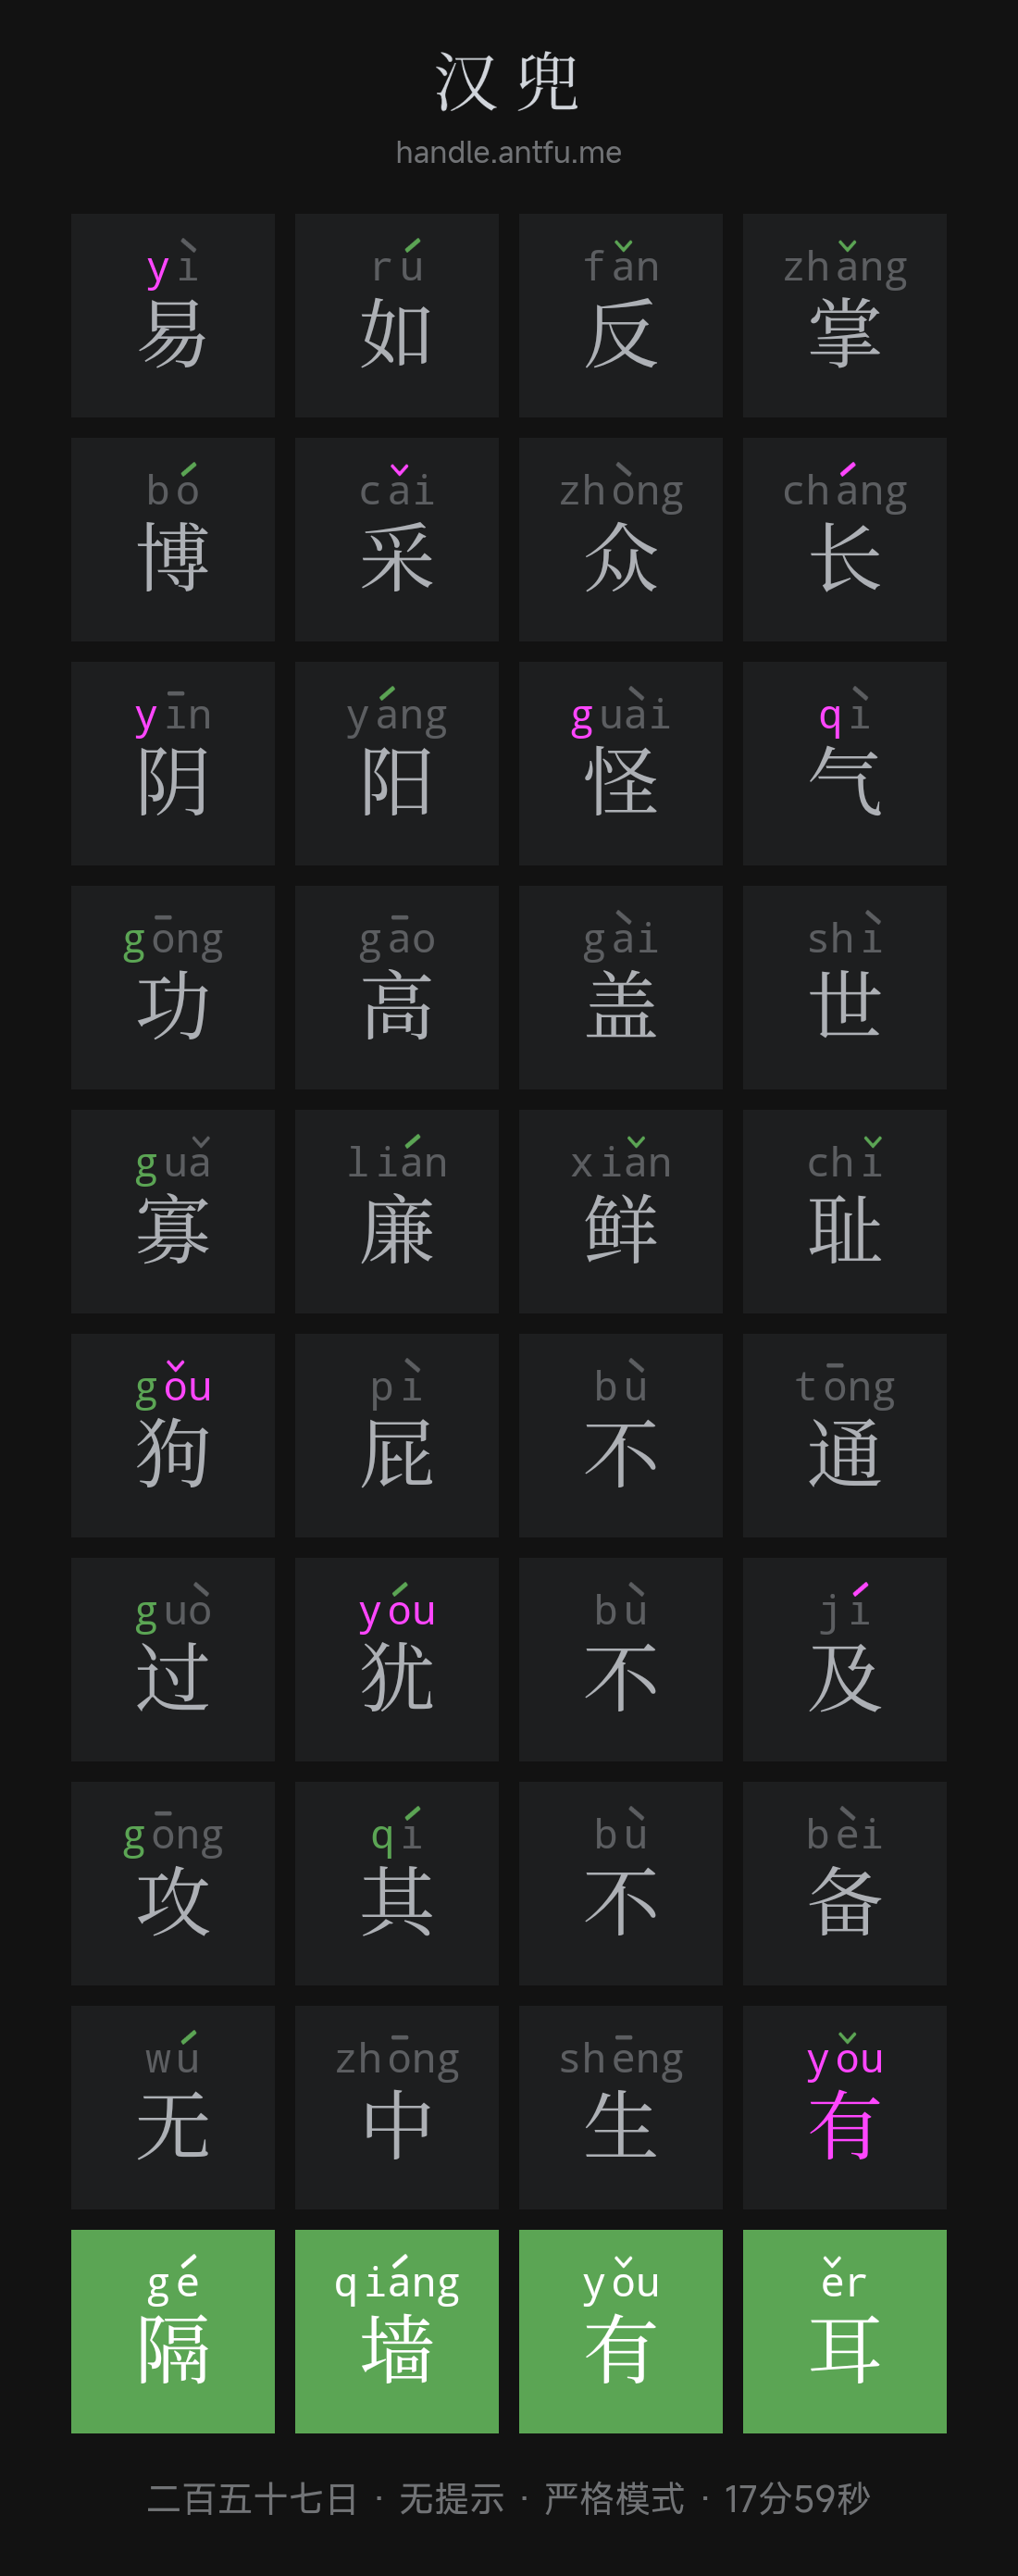 汉兜
handle.antfu.me
yì rú fǎn zhǎng
易 如 反 掌
bó cǎi zhòng cháng
博 采 众 长
yīn yáng guài qì
阴 阳 怪 气
gōng gāo gài shì
功 高 盖 世
guǎ lián xiǎn chǐ
寡 廉 鲜 耻
gǒu pì bù tōng
狗 屁 不 通
guò yóu bù jí
过 犹 不 及
gōng qí bù bèi
攻 其 不 备
wú zhōng shēng yǒu
无 中 生 有
gé qiáng yǒu ěr
隔 墙 有 耳
二百五十七日 · 无提示 · 严格模式 · 17分59秒